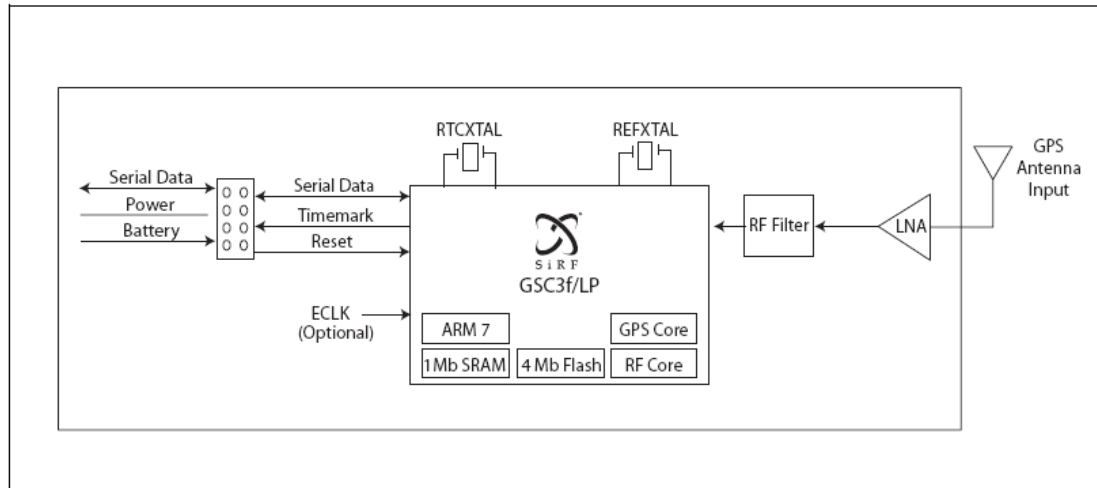 RTCXTAL
REFXTAL
GPS
Antenna
Input
Serial Data
Power
Battery
Serial Data
Timemark
Reset
ECLK
(Optional)
SiRF
GSC3f/LP
ARM 7
GPS Core
1Mb SRAM
4 Mb Flash
RF Core
RF Filter
LNA